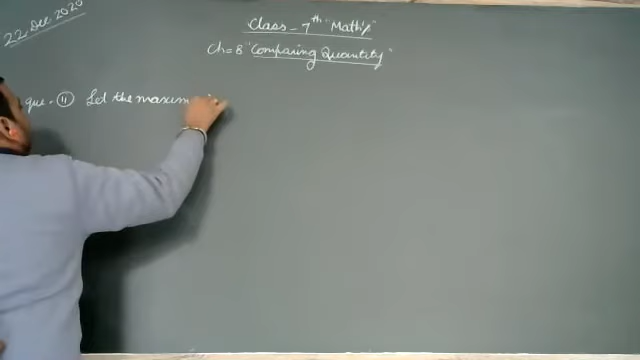 22, Dec 2020
Class - 7th "Math's"
Ch = 8 "Comparing Quantity"
que. (11) Let the maxim